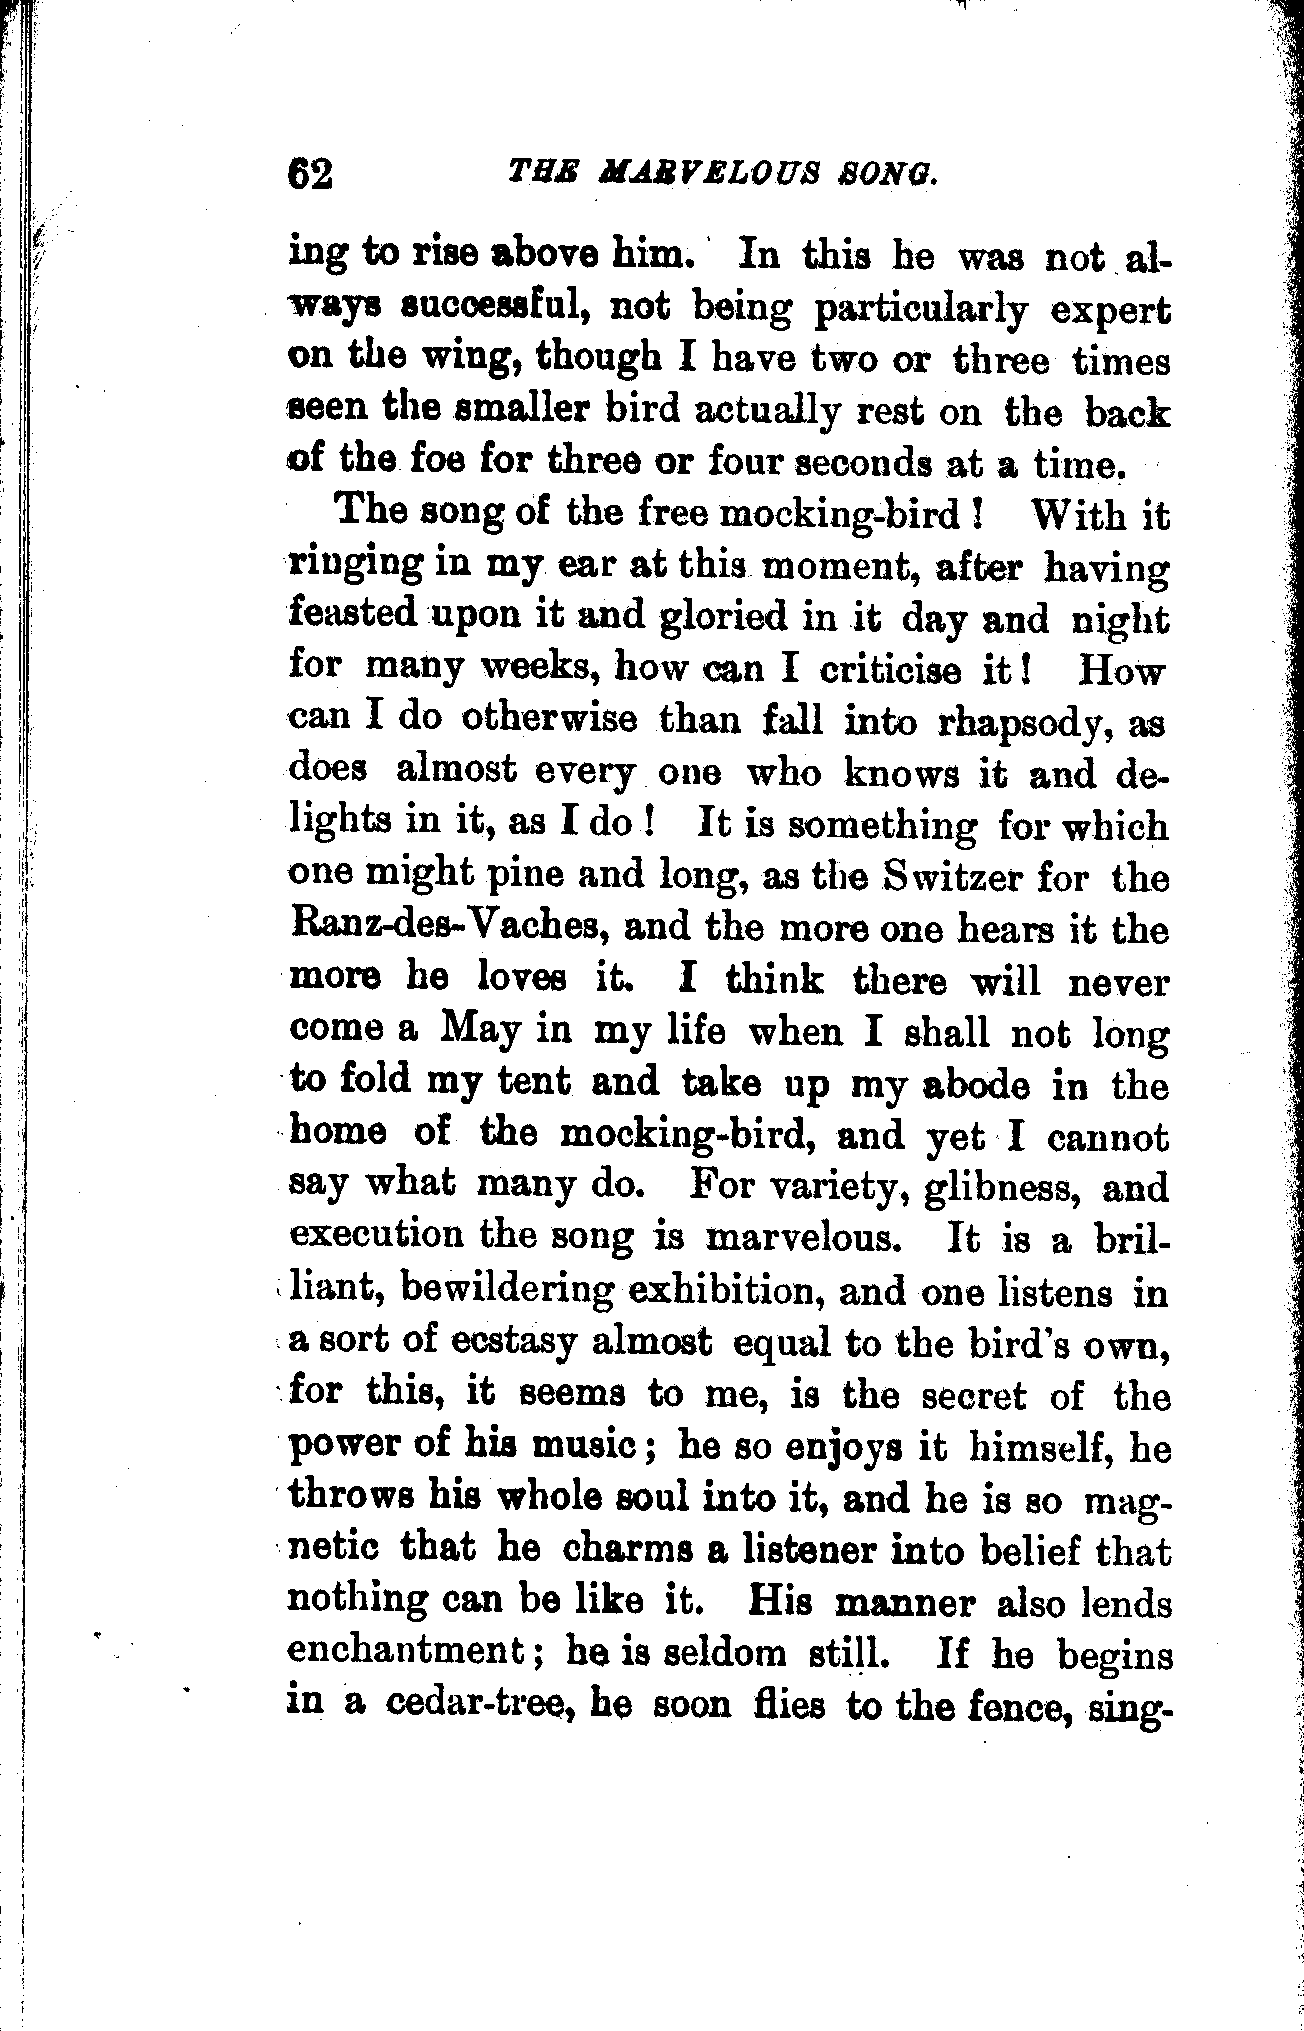 62 THE MARVELOUS SONG.
ing to rise above him. In this he was not al-
ways successful, not being particularly expert
on the wing, though I have two or three times
seen the smaller bird actually rest on the back
of the foe for three or four seconds at a time.
The song of the free mocking-bird ! With it
ringing in my ear at this moment, after having
feasted upon it and gloried in it day and night
for many weeks, how can I criticise it ! How
can I do otherwise than fall into rhapsody, as
does almost every one who knows it and de-
lights in it, as I do ! It is something for which
one might pine and long, as the Switzer for the
Ranz-des-Vaches, and the more one hears it the
more he loves it. I think there will never
come a May in my life when I shall not long
to fold my tent and take up my abode in the
home of the mocking-bird, and yet I cannot
say what many do. For variety, glibness, and
execution the song is marvelous. It is a bril-
liant, bewildering exhibition, and one listens in
a sort of ecstasy almost equal to the bird's own,
for this, it seems to me, is the secret of the
power of his music ; he so enjoys it himself, he
throws his whole soul into it, and he is so mag-
netic that he charms a listener into belief that
nothing can be like it. His manner also lends
enchantment ; he is seldom still. If he begins
in a cedar-tree, he soon flies to the fence, sing-